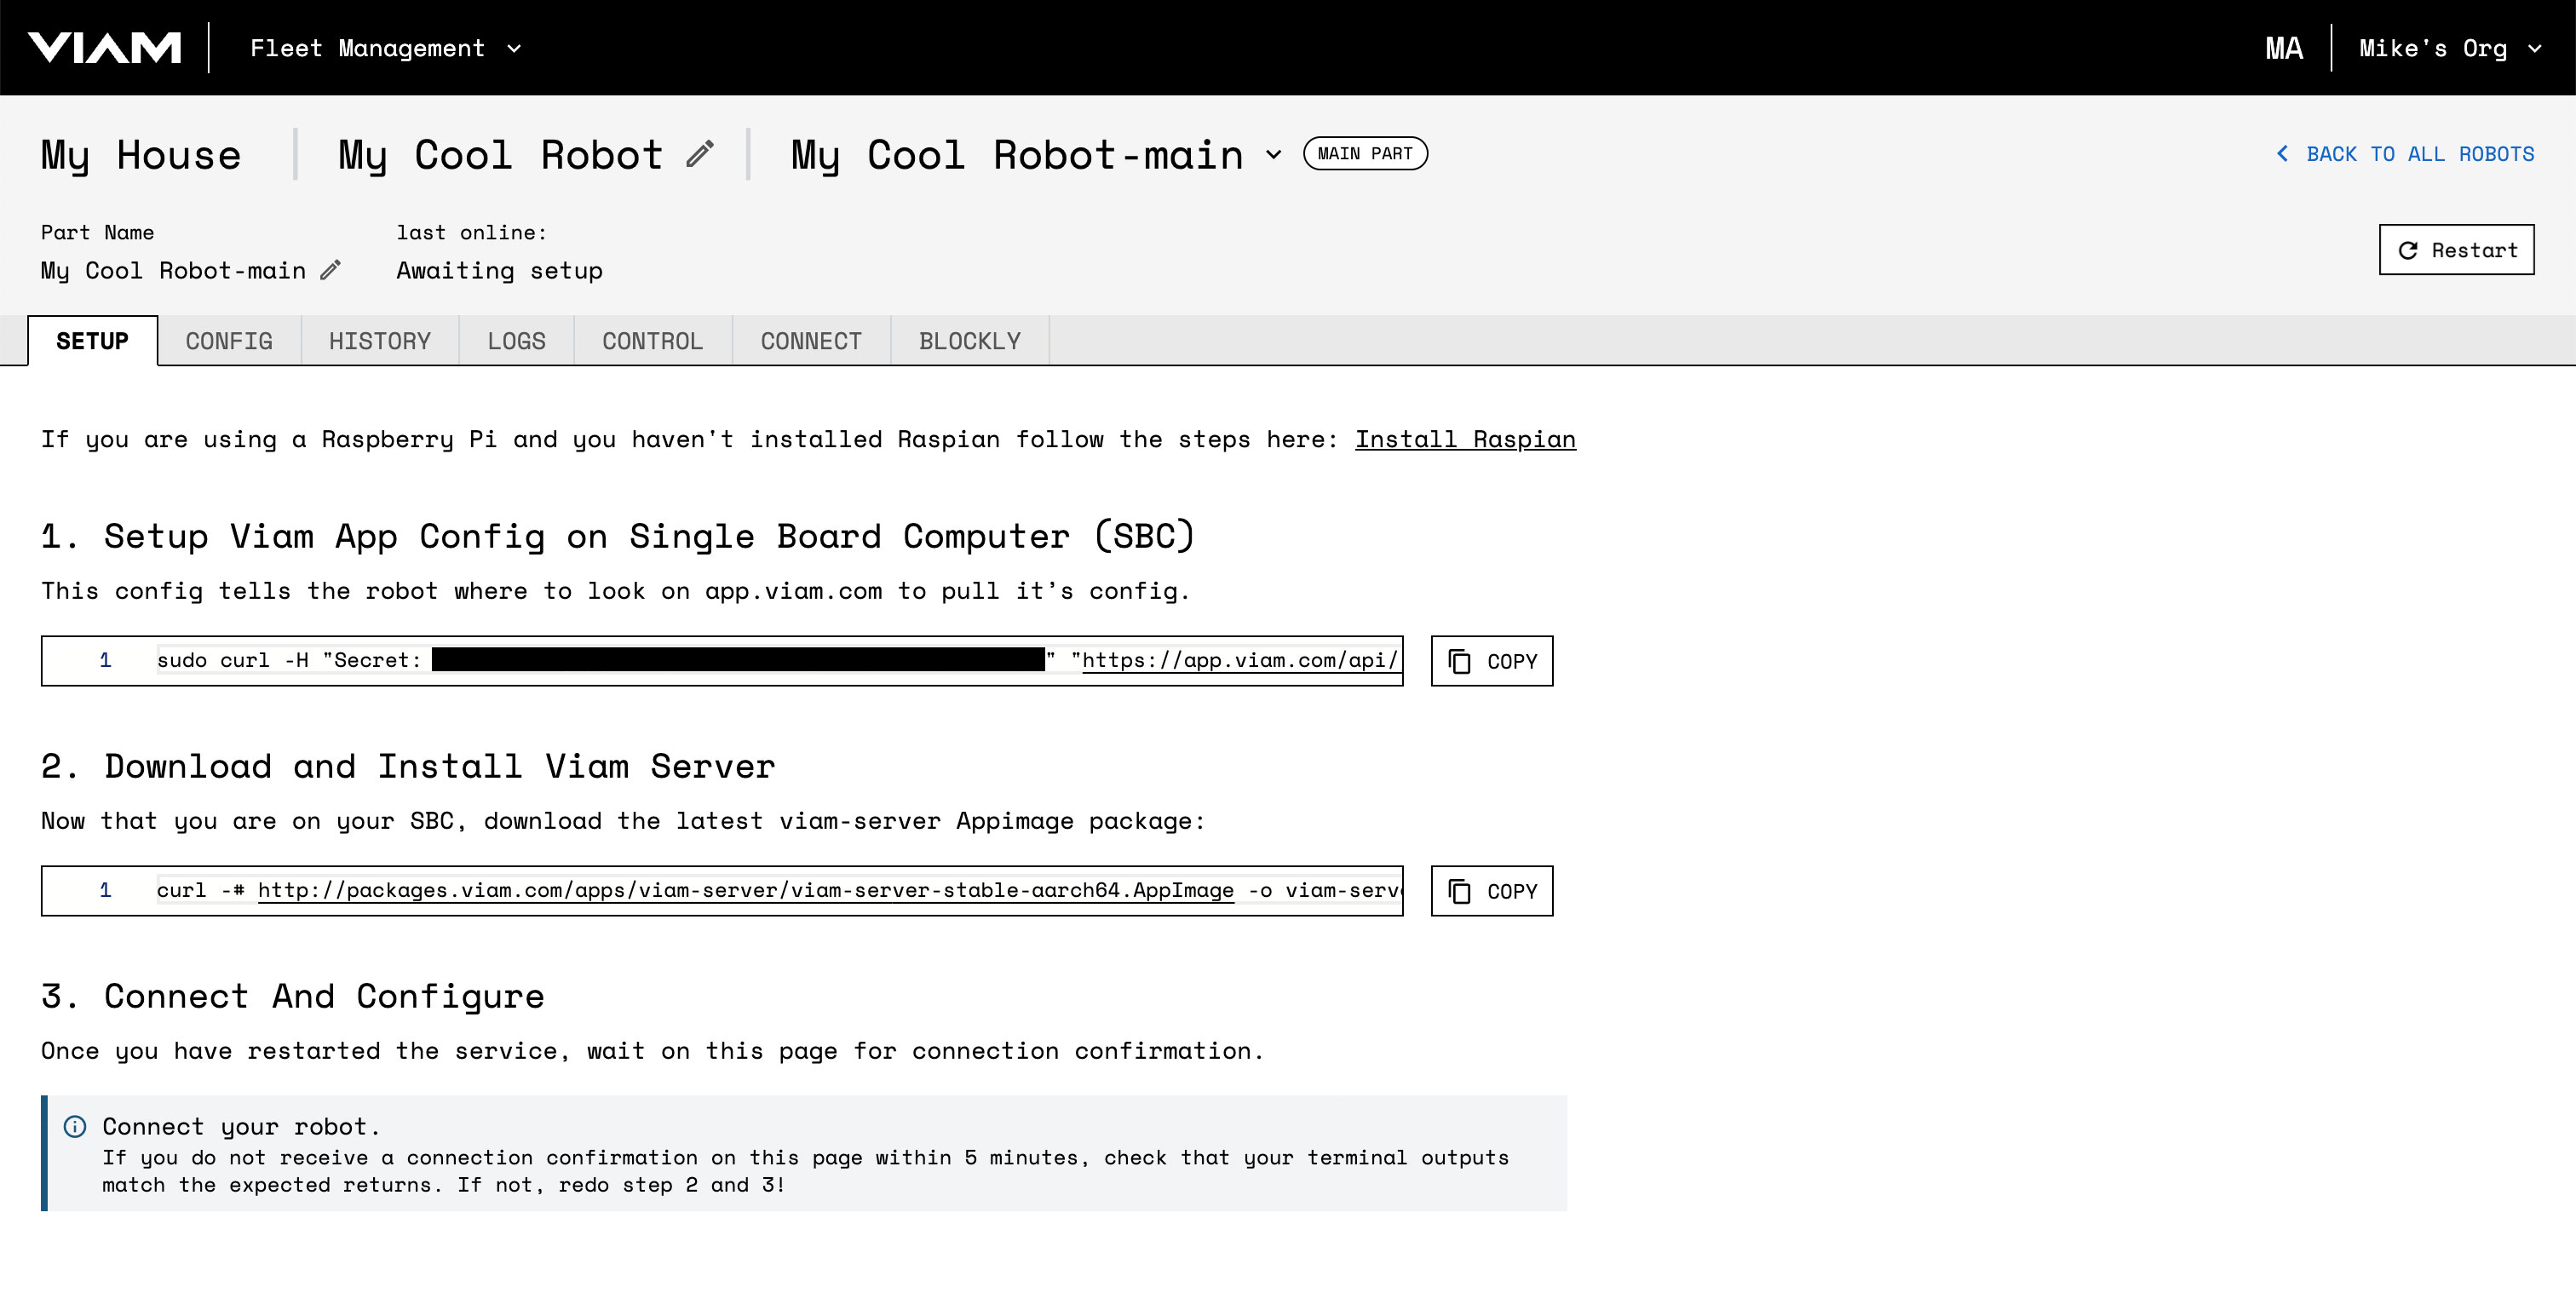 VIAM Fleet Management MA Mike's Org
My House My Cool Robot My Cool Robot-main MAIN PART BACK TO ALL ROBOTS
Part Name last online:
My Cool Robot-main Awaiting setup Restart
SETUP CONFIG HISTORY LOGS CONTROL CONNECT BLOCKLY
If you are using a Raspberry Pi and you haven't installed Raspian follow the steps here: Install Raspian
1. Setup Viam App Config on Single Board Computer (SBC)
This config tells the robot where to look on app.viam.com to pull it’s config.
1 sudo curl -H "Secret: " "https://app.viam.com/api/ COPY
2. Download and Install Viam Server
Now that you are on your SBC, download the latest viam-server Appimage package:
1 curl -# http://packages.viam.com/apps/viam-server/viam-server-stable-aarch64.AppImage -o viam-serv COPY
3. Connect And Configure
Once you have restarted the service, wait on this page for connection confirmation.
Connect your robot.
If you do not receive a connection confirmation on this page within 5 minutes, check that your terminal outputs
match the expected returns. If not, redo step 2 and 3!